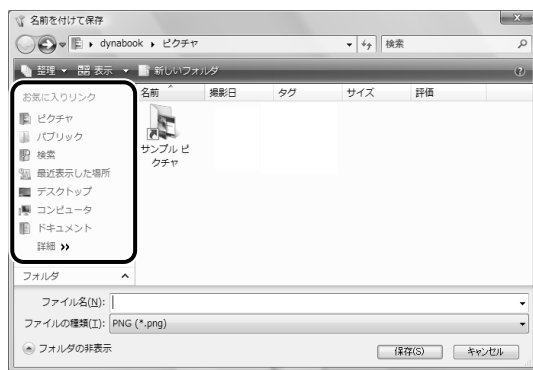 名前を付けて保存
dynabook ▸ ピクチャ 検索
整理 表示 新しいフォルダ
お気に入りリンク
ピクチャ
パブリック
検索
最近表示した場所
デスクトップ
コンピュータ
ドキュメント
詳細 >>
フォルダ
名前 撮影日 タグ サイズ 評価
サンプル ピ
クチャ
ファイル名(N):
ファイルの種類(T): PNG (*.png)
フォルダの非表示 保存(S) キャンセル